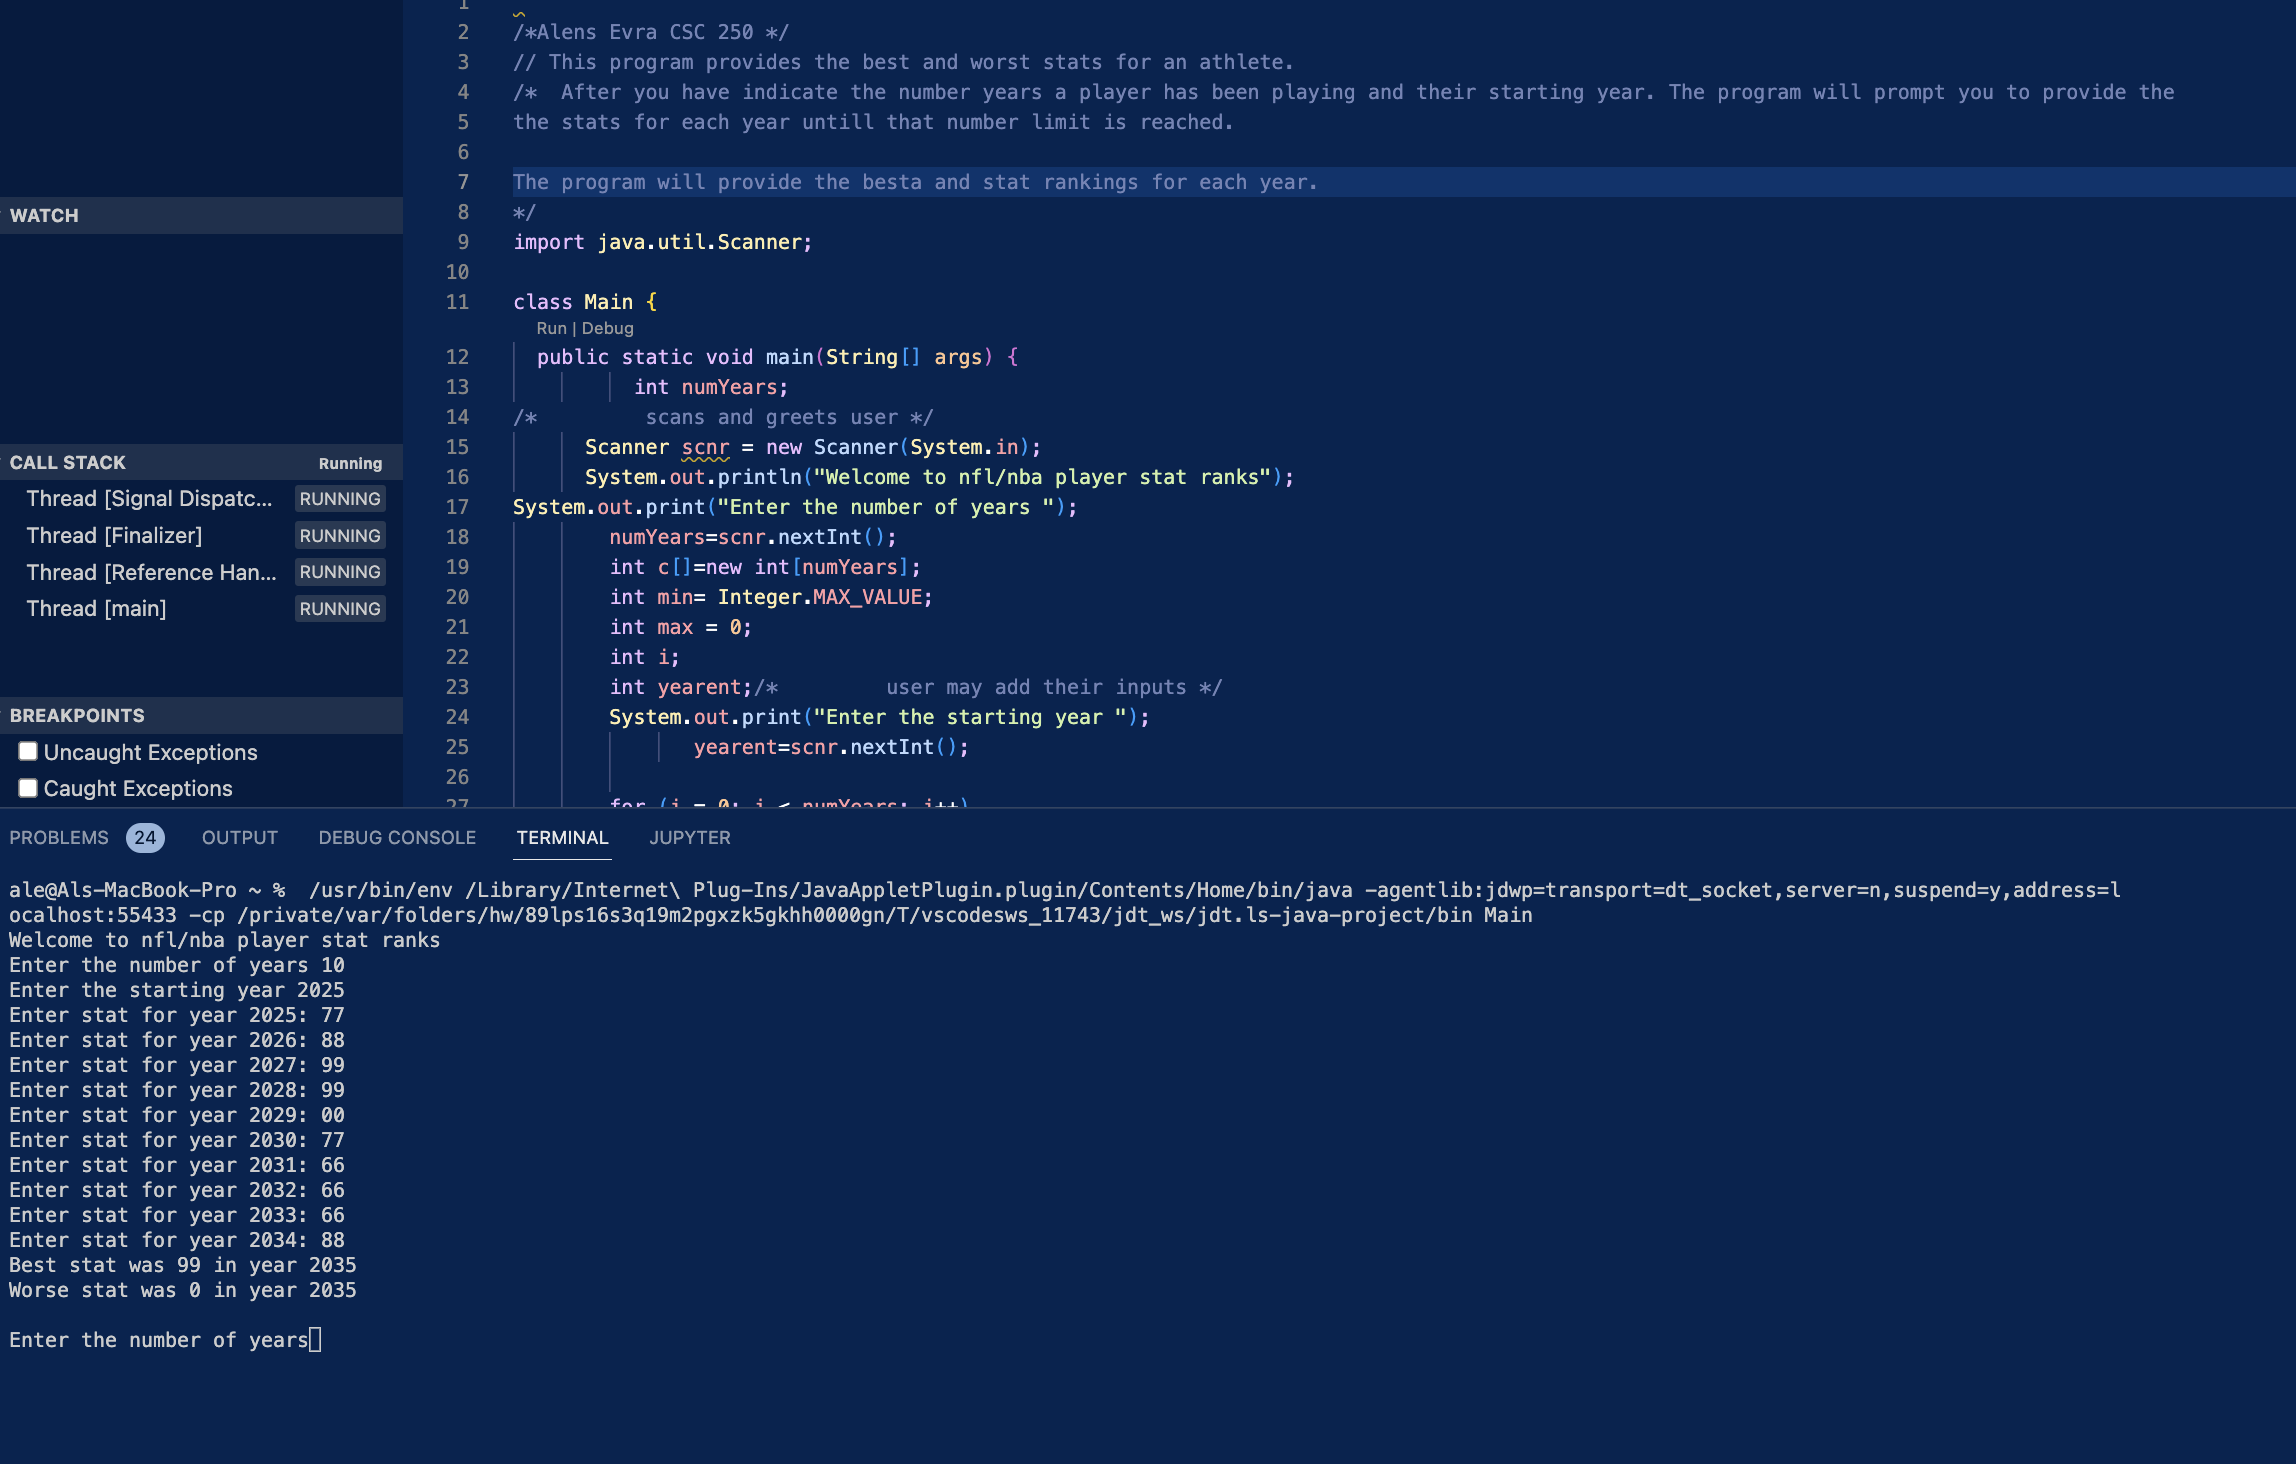 WATCH
CALL STACK Running
Thread [Signal Dispatc... RUNNING
Thread [Finalizer] RUNNING
Thread [Reference Han... RUNNING
Thread [main] RUNNING
BREAKPOINTS
Uncaught Exceptions
Caught Exceptions
1
2 /*Alens Evra CSC 250 */
3 // This program provides the best and worst stats for an athlete.
4 /*  After you have indicate the number years a player has been playing and their starting year. The program will prompt you to provide the
5 the stats for each year untill that number limit is reached.
6
7 The program will provide the besta and stat rankings for each year.
8 */
9 import java.util.Scanner;
10
11 class Main {
Run | Debug
12 public static void main(String[] args) {
13 int numYears;
14 /*         scans and greets user */
15 Scanner scnr = new Scanner(System.in);
16 System.out.println("Welcome to nfl/nba player stat ranks");
17 System.out.print("Enter the number of years ");
18 numYears=scnr.nextInt();
19 int c[]=new int[numYears];
20 int min= Integer.MAX_VALUE;
21 int max = 0;
22 int i;
23 int yearent;/*         user may add their inputs */
24 System.out.print("Enter the starting year ");
25 yearent=scnr.nextInt();
26
27 for (i = 0; i < numYears; i++)
PROBLEMS 24 OUTPUT DEBUG CONSOLE TERMINAL JUPYTER
ale@Als-MacBook-Pro ~ %  /usr/bin/env /Library/Internet\ Plug-Ins/JavaAppletPlugin.plugin/Contents/Home/bin/java -agentlib:jdwp=transport=dt_socket,server=n,suspend=y,address=l
ocalhost:55433 -cp /private/var/folders/hw/89lps16s3q19m2pgxzk5gkhh0000gn/T/vscodesws_11743/jdt_ws/jdt.ls-java-project/bin Main
Welcome to nfl/nba player stat ranks
Enter the number of years 10
Enter the starting year 2025
Enter stat for year 2025: 77
Enter stat for year 2026: 88
Enter stat for year 2027: 99
Enter stat for year 2028: 99
Enter stat for year 2029: 00
Enter stat for year 2030: 77
Enter stat for year 2031: 66
Enter stat for year 2032: 66
Enter stat for year 2033: 66
Enter stat for year 2034: 88
Best stat was 99 in year 2035
Worse stat was 0 in year 2035
Enter the number of years